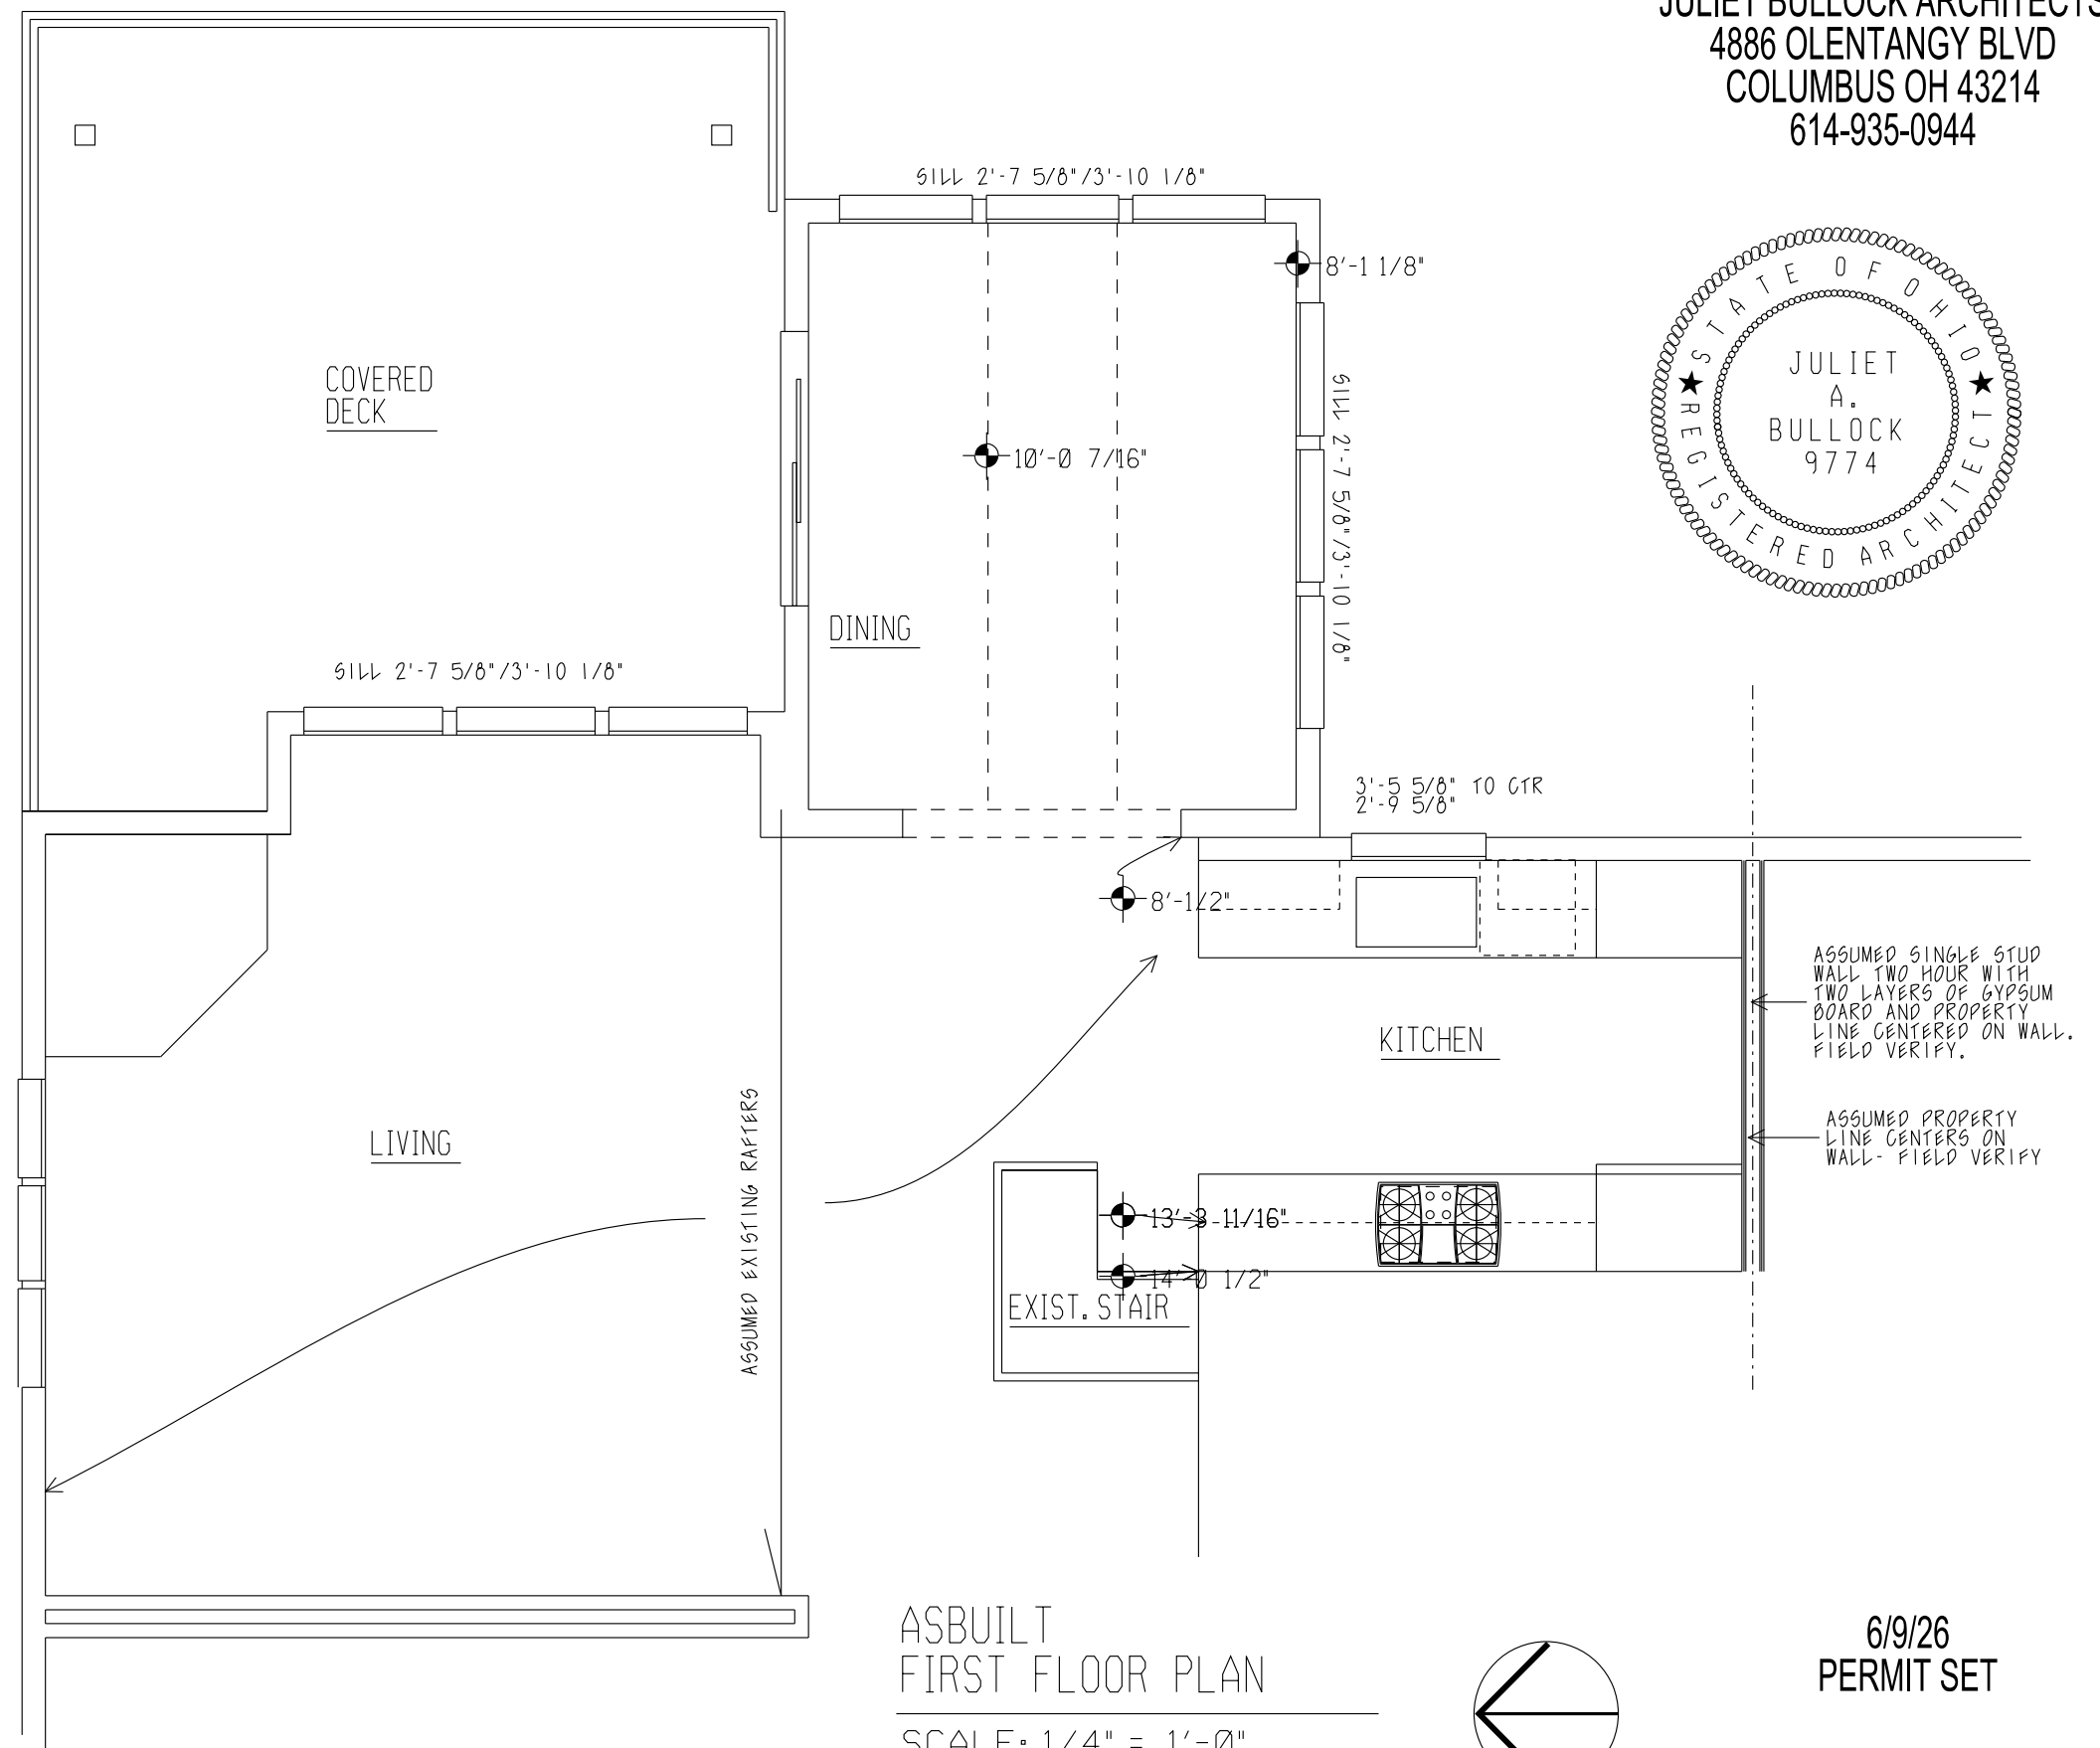 JULIET BULLOCK ARCHITECTS
4886 OLENTANGY BLVD
COLUMBUS OH 43214
614-935-0944
SILL 2'-7 5/8"/3'-10 1/8"
8'-1 1/8"
STATE OF OHIO
JULIET
A.
BULLOCK
9774
REGISTERED ARCHITECT
COVERED
DECK
10'-0 7/16"
SILL 2'-7 5/8"/3'-10 1/8"
DINING
SILL 2'-7 5/8"/3'-10 1/8"
3'-5 5/8" TO CTR
2'-9 5/8"
8'-1/2"
ASSUMED SINGLE STUD
WALL TWO HOUR WITH
TWO LAYERS OF GYPSUM
BOARD AND PROPERTY
LINE CENTERED ON WALL.
FIELD VERIFY.
KITCHEN
ASSUMED PROPERTY
LINE CENTERS ON
WALL- FIELD VERIFY
LIVING
ASSUMED EXISTING RAFTERS
13'-3 11/16"
14'-0 1/2"
EXIST. STAIR
ASBUILT
FIRST FLOOR PLAN
SCALE: 1/4" = 1'-0"
6/9/26
PERMIT SET